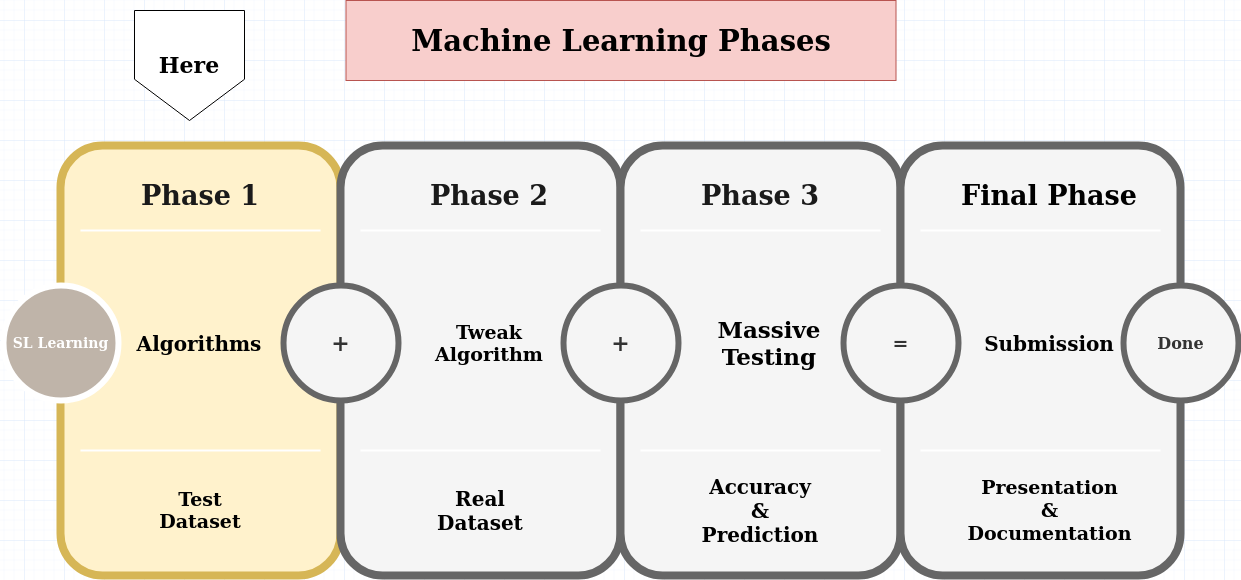 Here
Machine Learning Phases
Phase 1
Phase 2
Phase 3
Final Phase
SL Learning
Algorithms
+
Tweak
Algorithm
+
Massive
Testing
=
Submission
Done
Test
Dataset
Real
Dataset
Accuracy
&
Prediction
Presentation
&
Documentation